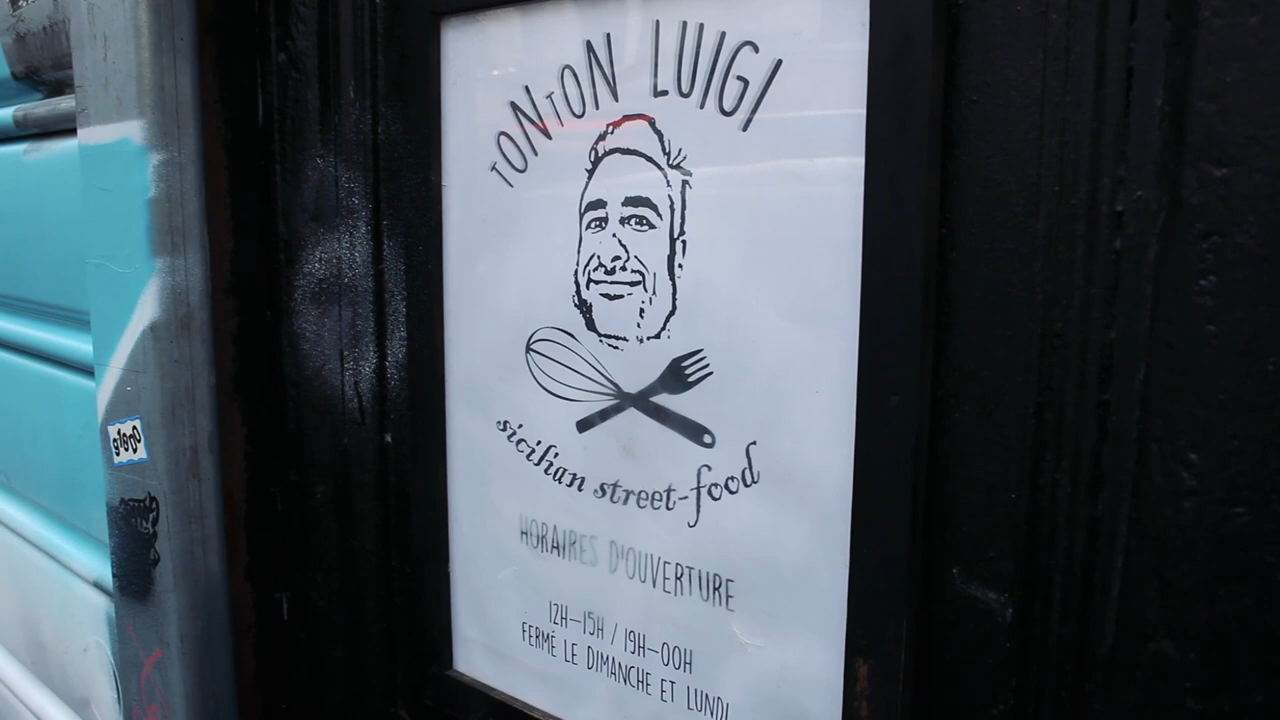 TONTON LUIGI
sicilian street-food
HORAIRES D'OUVERTURE
12H–15H / 19H–00H
FERMÉ LE DIMANCHE ET LUNDI